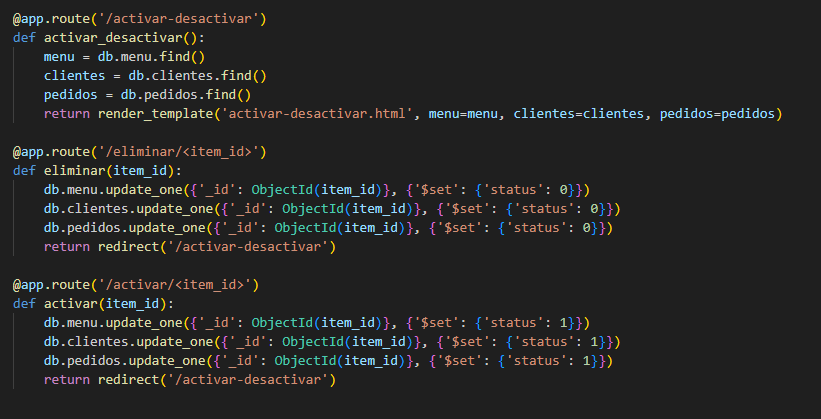 @app.route('/activar-desactivar')
def activar_desactivar():
    menu = db.menu.find()
    clientes = db.clientes.find()
    pedidos = db.pedidos.find()
    return render_template('activar-desactivar.html', menu=menu, clientes=clientes, pedidos=pedidos)

@app.route('/eliminar/<item_id>')
def eliminar(item_id):
    db.menu.update_one({'_id': ObjectId(item_id)}, {'$set': {'status': 0}})
    db.clientes.update_one({'_id': ObjectId(item_id)}, {'$set': {'status': 0}})
    db.pedidos.update_one({'_id': ObjectId(item_id)}, {'$set': {'status': 0}})
    return redirect('/activar-desactivar')

@app.route('/activar/<item_id>')
def activar(item_id):
    db.menu.update_one({'_id': ObjectId(item_id)}, {'$set': {'status': 1}})
    db.clientes.update_one({'_id': ObjectId(item_id)}, {'$set': {'status': 1}})
    db.pedidos.update_one({'_id': ObjectId(item_id)}, {'$set': {'status': 1}})
    return redirect('/activar-desactivar')